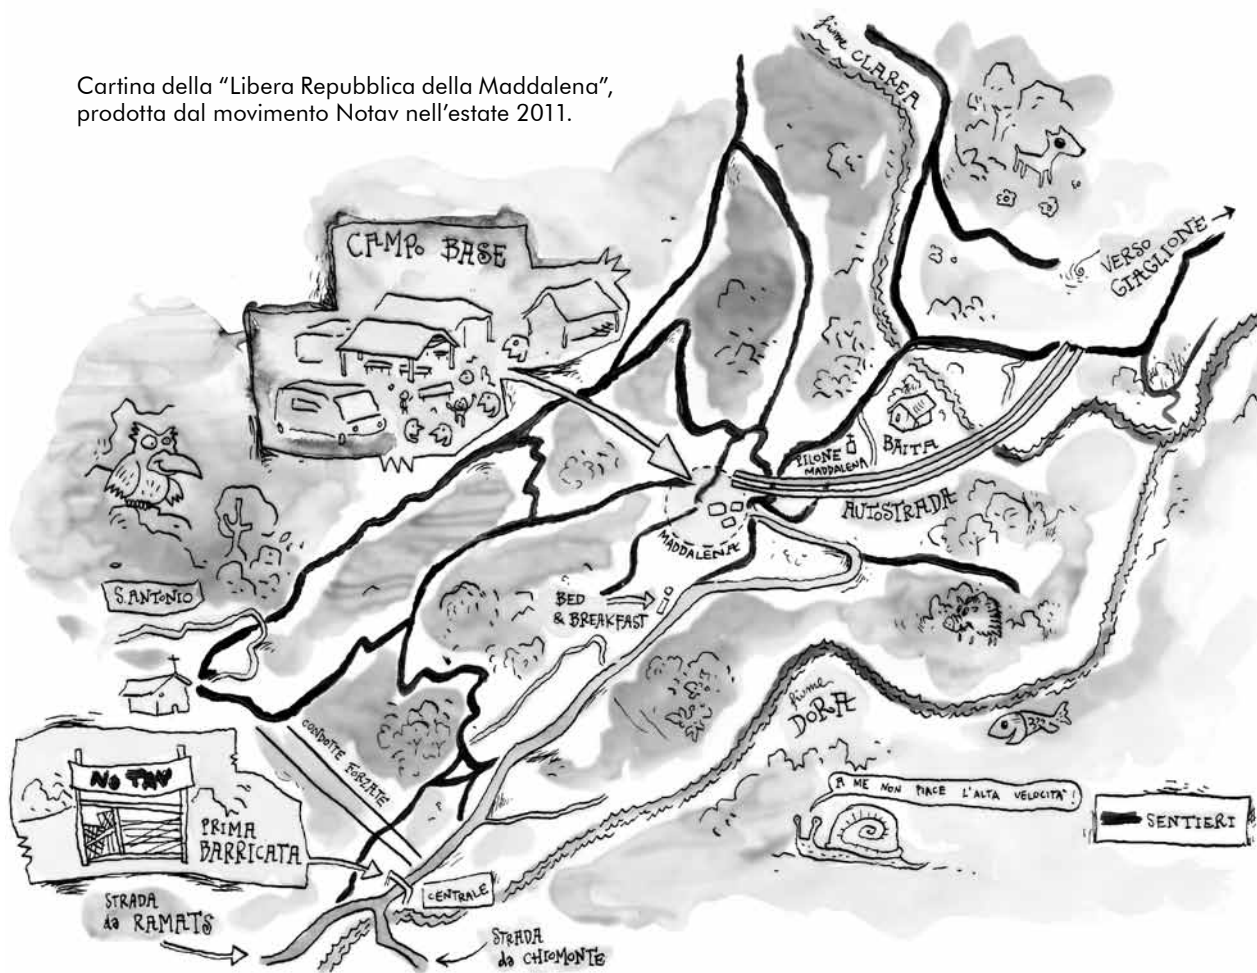 Cartina della “Libera Repubblica della Maddalena”,
prodotta dal movimento Notav nell’estate 2011.
fiume CLAREA
CAMPO BASE
VERSO
GIAGLIONE
BAITA
PILONE
MADDALENA
AUTOSTRADA
MADDALENA
S. ANTONIO
BED
& BREAKFAST
fiume
DORA
CONDOTTE FORZATE
NO TAV
PRIMA
BARRICATA
A ME NON PIACE L'ALTA VELOCITA'!
SENTIERI
CENTRALE
STRADA
da RAMATS
STRADA
da CHIOMONTE